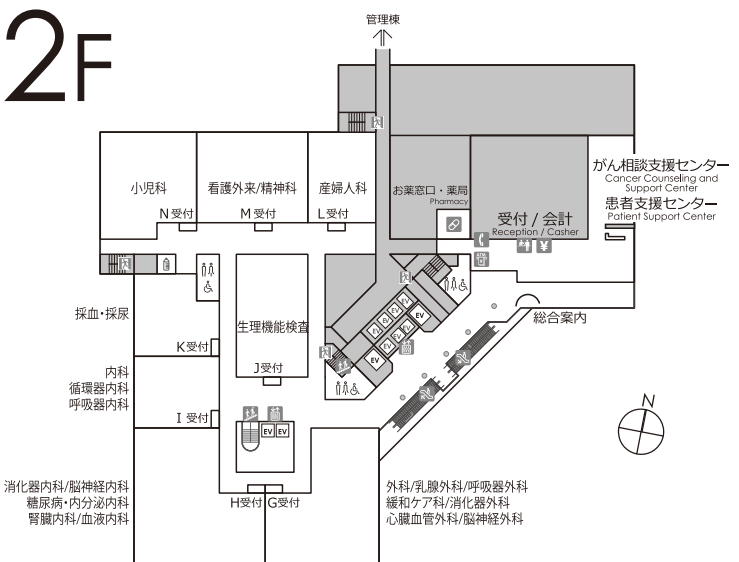 2F
管理棟
小児科
看護外来/精神科
産婦人科
N受付
M受付
L受付
お薬窓口・薬局
Pharmacy
受付 / 会計
Reception / Casher
がん相談支援センター
Cancer Counseling and
Support Center
患者支援センター
Patient Support Center
ATM
¥
総合案内
採血・採尿
生理機能検査
K受付
J受付
内科
循環器内科
呼吸器内科
I 受付
EV
EV
EV
EV
EV
EV
EV
EV
EV
EV
消化器内科/脳神経内科
糖尿病・内分泌内科
腎臓内科/血液内科
H受付
G受付
外科/乳腺外科/呼吸器外科
緩和ケア科/消化器外科
心臓血管外科/脳神経外科
N